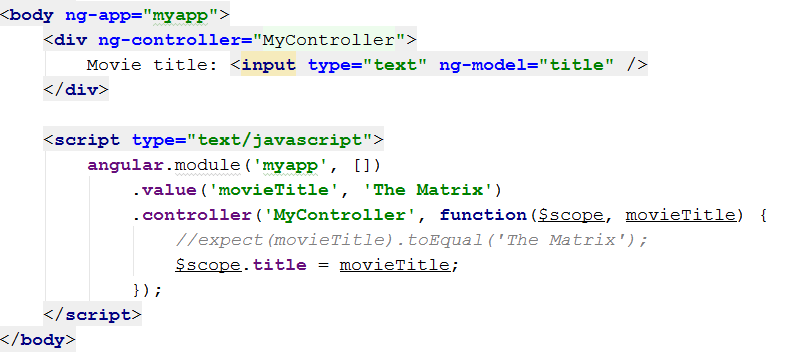 <body ng-app="myapp">
    <div ng-controller="MyController">
        Movie title: <input type="text" ng-model="title" />
    </div>

    <script type="text/javascript">
        angular.module('myapp', [])
            .value('movieTitle', 'The Matrix')
            .controller('MyController', function($scope, movieTitle) {
                //expect(movieTitle).toEqual('The Matrix');
                $scope.title = movieTitle;
            });
    </script>
</body>